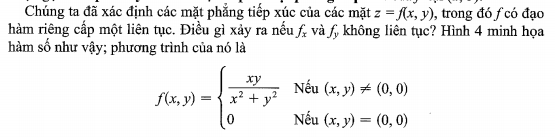 Chúng ta đã xác định các mặt phẳng tiếp xúc của các mặt z = f(x, y), trong đó f có đạo
hàm riêng cấp một liên tục. Điều gì xảy ra nếu fₓ và f_y không liên tục? Hình 4 minh họa
hàm số như vậy; phương trình của nó là
f(x, y) = { xy / (x² + y²) Nếu (x, y) ≠ (0, 0)
0 Nếu (x, y) = (0, 0)